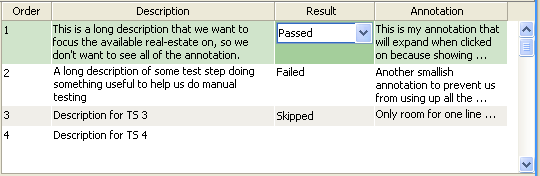 Order Description Result Annotation
1 This is a long description that we want to Passed This is my annotation that
focus the available real-estate on, so we will expand when clicked
don't want to see all of the annotation. on because showing ...
2 A long description of some test step doing Failed Another smallish
something useful to help us do manual annotation to prevent us
testing from using up all the ...
3 Description for TS 3 Skipped Only room for one line ...
4 Description for TS 4